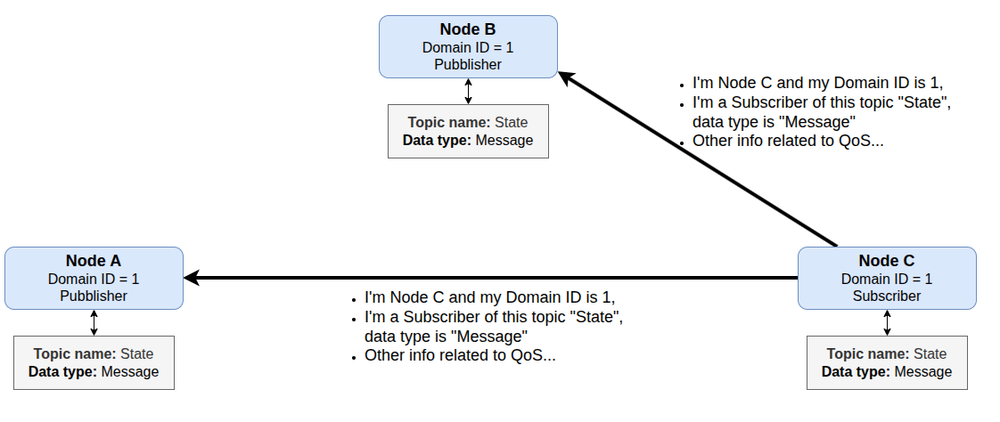 Node B
Domain ID = 1
Pubblisher
Topic name: State
Data type: Message
• I'm Node C and my Domain ID is 1,
• I'm a Subscriber of this topic "State",
data type is "Message"
• Other info related to QoS...
Node A
Domain ID = 1
Pubblisher
Topic name: State
Data type: Message
• I'm Node C and my Domain ID is 1,
• I'm a Subscriber of this topic "State",
data type is "Message"
• Other info related to QoS...
Node C
Domain ID = 1
Subscriber
Topic name: State
Data type: Message